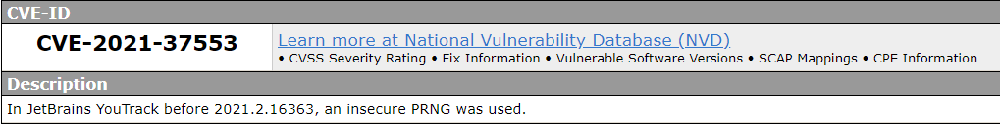 CVE-ID
CVE-2021-37553
Learn more at National Vulnerability Database (NVD)
• CVSS Severity Rating • Fix Information • Vulnerable Software Versions • SCAP Mappings • CPE Information
Description
In JetBrains YouTrack before 2021.2.16363, an insecure PRNG was used.